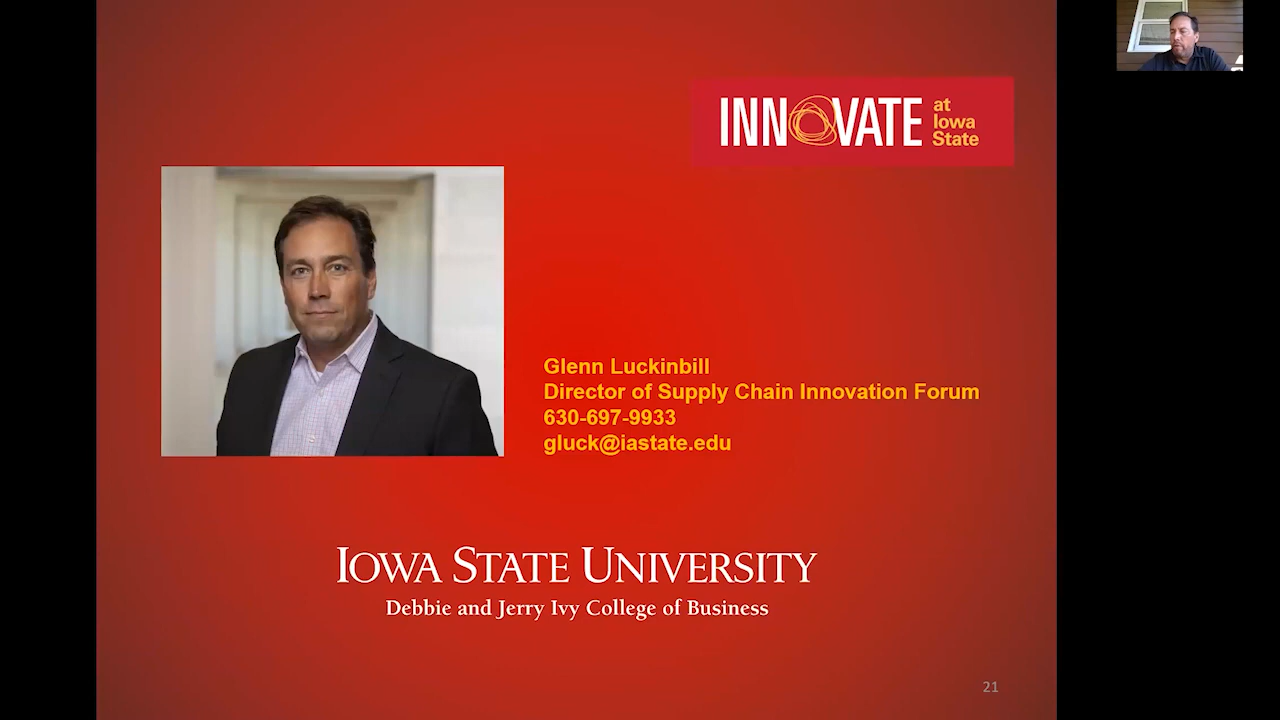 INNOVATE
at
Iowa
State
Glenn Luckinbill
Director of Supply Chain Innovation Forum
630-697-9933
gluck@iastate.edu
IOWA STATE UNIVERSITY
Debbie and Jerry Ivy College of Business
21